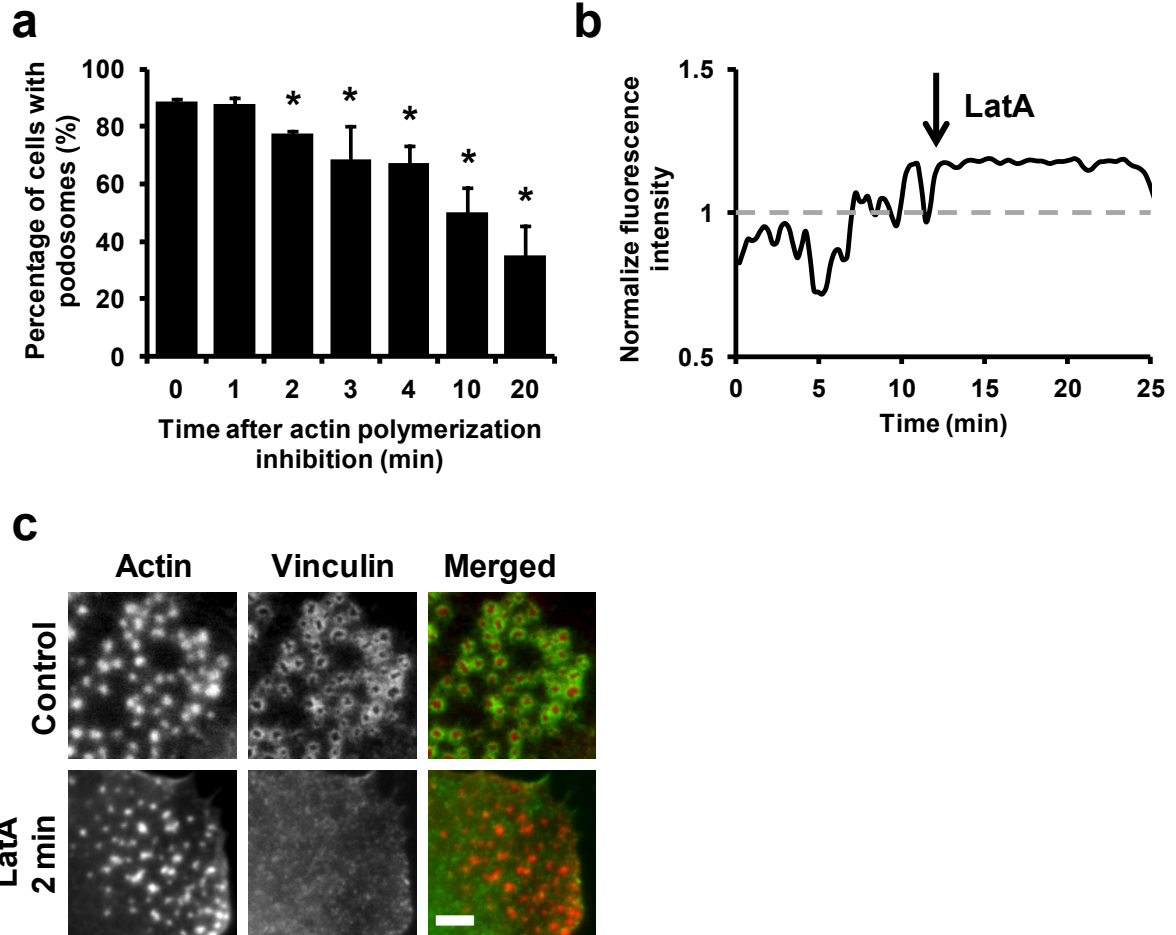 a
Percentage of cells with
podosomes (%)
100
80
60
40
20
0
*
*
*
*
*
0 1 2 3 4 10 20
Time after actin polymerization
inhibition (min)
b
Normalize fluorescence
intensity
1.5
1
0.5
LatA
0 5 10 15 20 25
Time (min)
c
Actin Vinculin Merged
Control
LatA
2 min